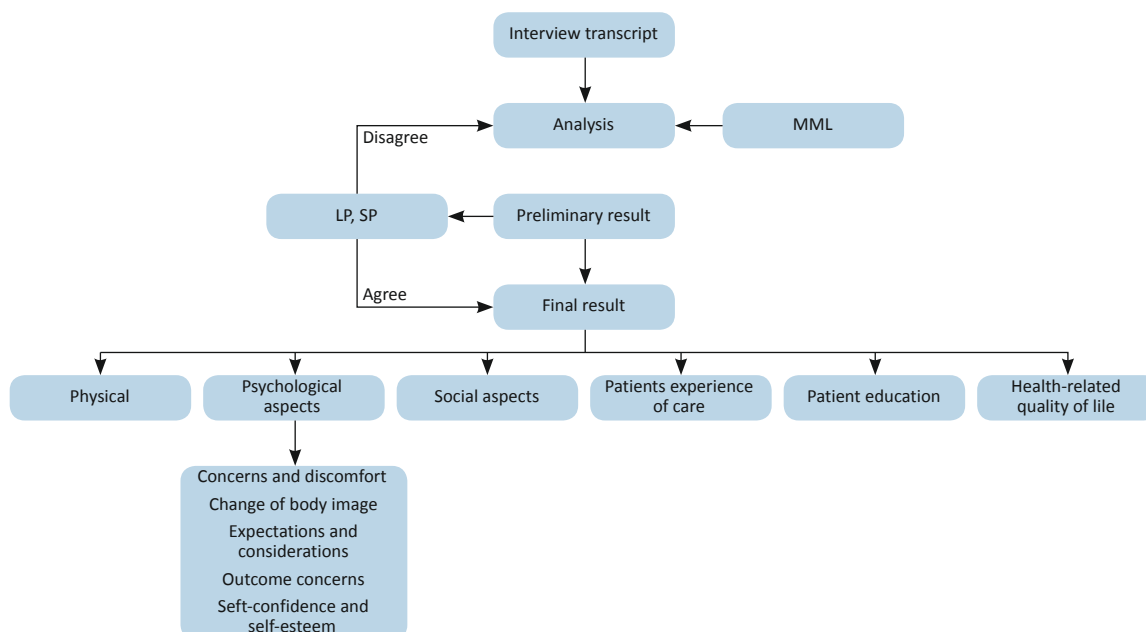 Interview transcript
Analysis
MML
Disagree
LP, SP
Preliminary result
Agree
Final result
Physical
Psychological
aspects
Social aspects
Patients experience
of care
Patient education
Health-related
quality of lile
Concerns and discomfort
Change of body image
Expectations and
considerations
Outcome concerns
Seft-confidence and
self-esteem